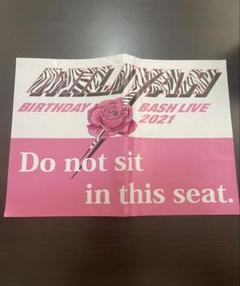 BIRTHDAY BASH LIVE
2021
Do not sit
in this seat.